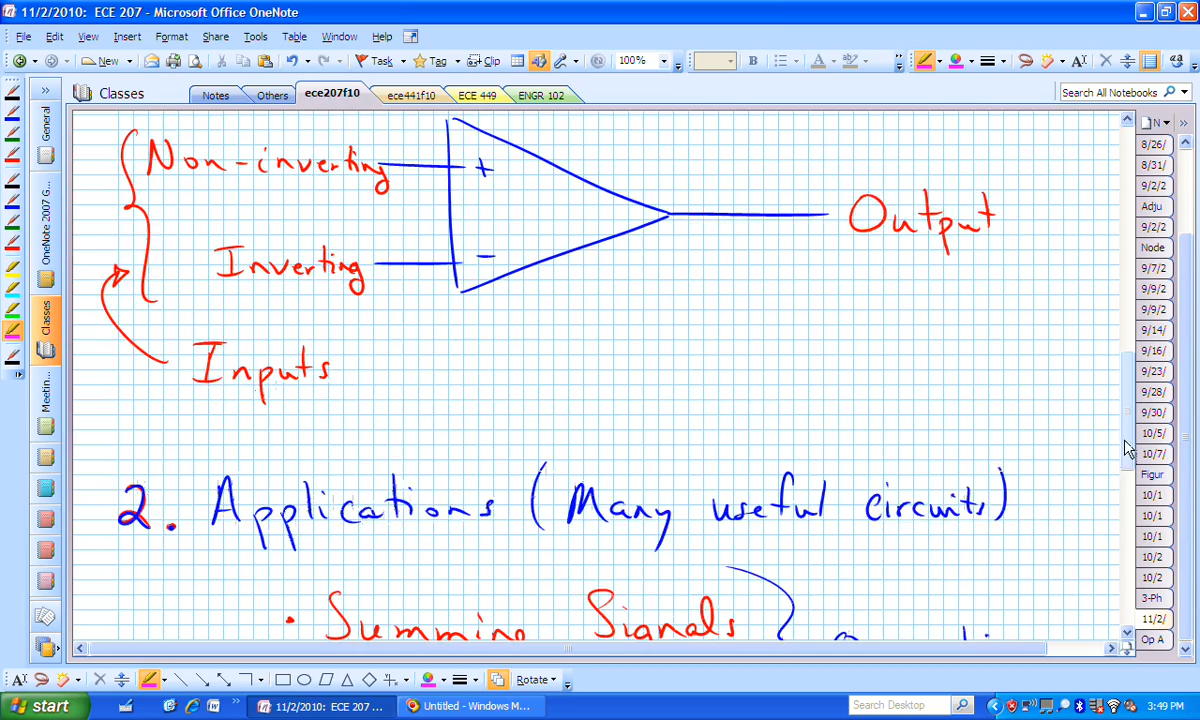 11/2/2010: ECE 207 - Microsoft Office OneNote
File Edit View Insert Format Share Tools Table Window Help
Back New Task Tag Clip 100% B A ab
Classes Notes Others ece207f10 ece441f10 ECE 449 ENGR 102 Search All Notebooks
General
OneNote 2007 G...
Classes
Meetin...
Non-inverting + Output
Inverting -
Inputs
2. Applications (Many useful circuits)
• Summing Signals
N
8/26/
8/31/
9/2/2
Adju
9/2/2
Node
9/7/2
9/9/2
9/9/2
9/14/
9/16/
9/23/
9/28/
9/30/
10/5/
10/7/
Figur
10/1
10/1
10/1
10/2
10/2
3-Ph
11/2/
Op A
Rotate
start 11/2/2010: ECE 207 ... Untitled - Windows M... Search Desktop 3:49 PM